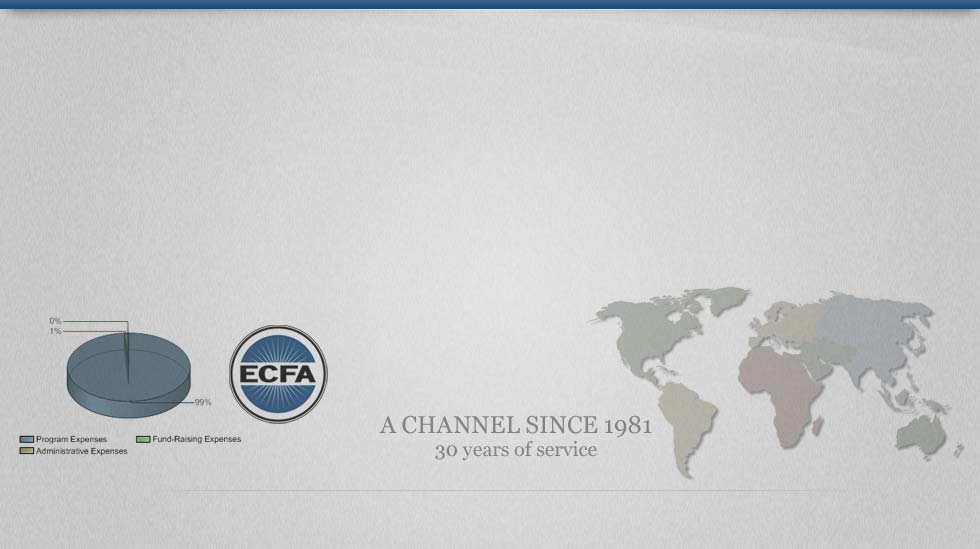 0%
1%
99%
Program Expenses
Fund-Raising Expenses
Administrative Expenses
ECFA
A CHANNEL SINCE 1981
30 years of service